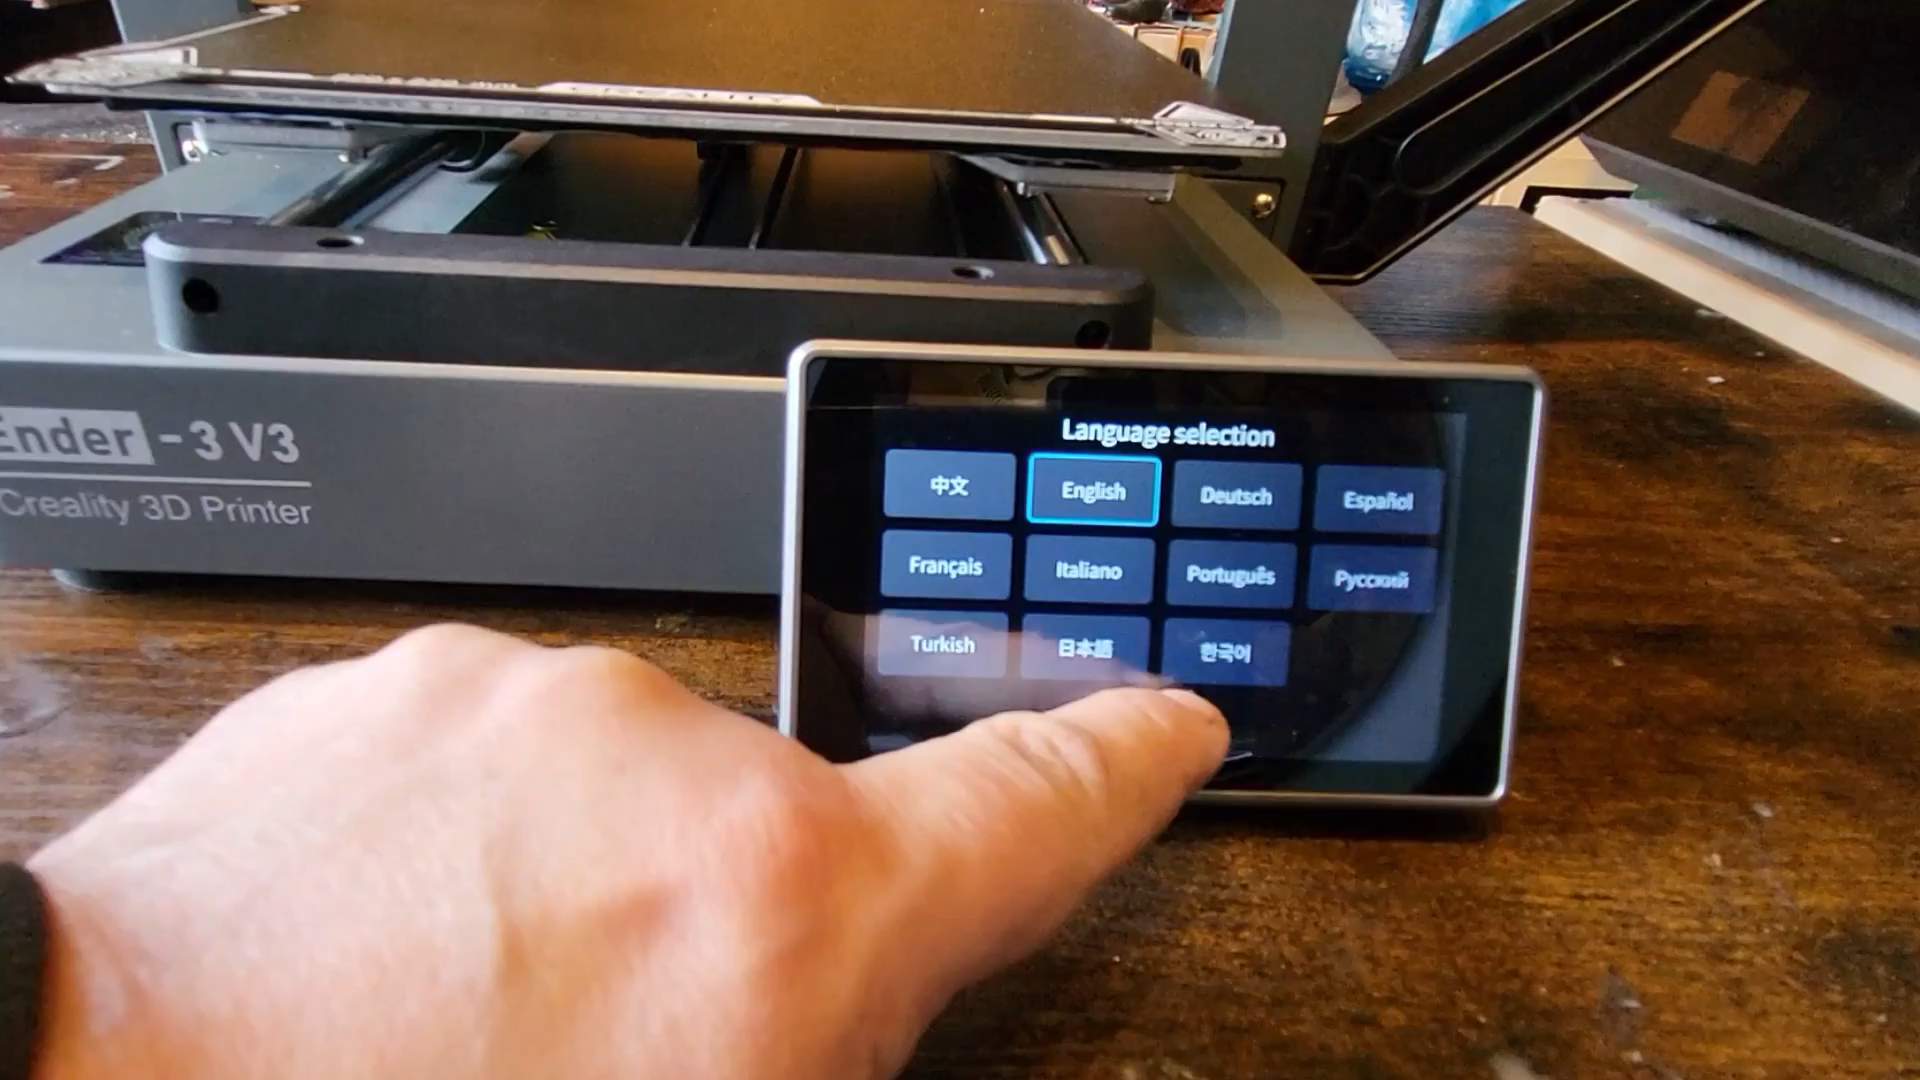 CREALITY
Ender-3 V3
Creality 3D Printer
Language selection
中文 English Deutsch Español
Français Italiano Português Русский
Turkish 日本語 한국어